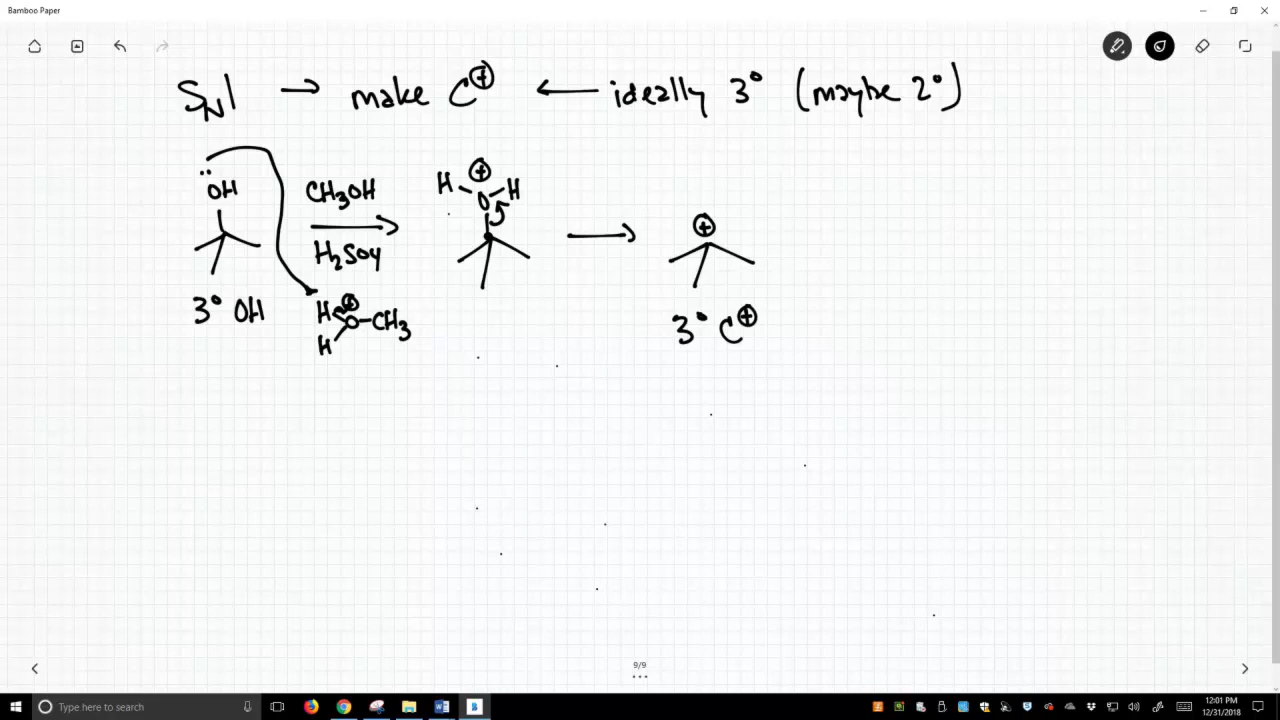 Bamboo Paper
SN1 → make C⊕ ← ideally 3° (maybe 2°)
OH CH3OH H O H ⊕
H2SO4 ⊕
3° OH H H O CH3 ⊕ 3° C⊕
9/9
Type here to search
12:01 PM
12/31/2018